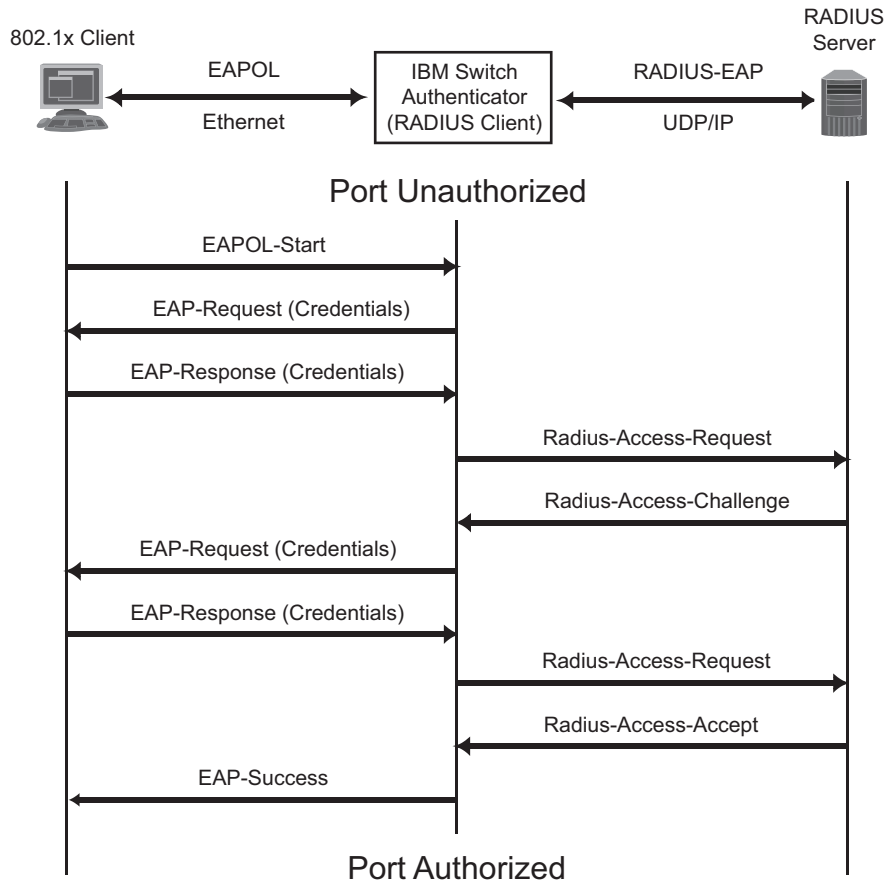 802.1x Client
EAPOL
Ethernet
IBM Switch
Authenticator
(RADIUS Client)
RADIUS-EAP
UDP/IP
RADIUS
Server
Port Unauthorized
EAPOL-Start
EAP-Request (Credentials)
EAP-Response (Credentials)
Radius-Access-Request
Radius-Access-Challenge
EAP-Request (Credentials)
EAP-Response (Credentials)
Radius-Access-Request
Radius-Access-Accept
EAP-Success
Port Authorized